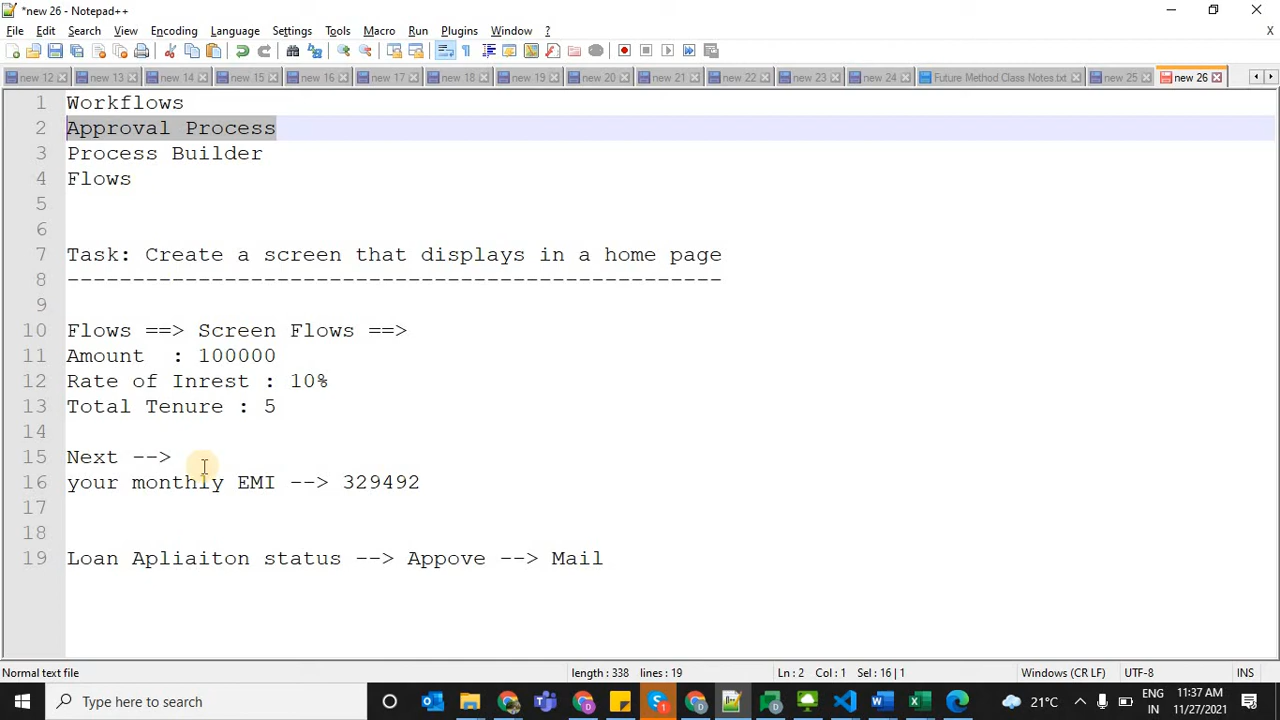 *new 26 - Notepad++
File Edit Search View Encoding Language Settings Tools Macro Run Plugins Window ?
X
new 12 new 13 new 14 new 15 new 16 new 17 new 19 new 20 new 21 new 22 new 23 new 24 Future Method Class Notes.txt new 25 new 26
1 Workflows
2 Approval Process
3 Process Builder
4 Flows
5
6
7 Task: Create a screen that displays in a home page
8 --------------------------------------------------
9
10 Flows ==> Screen Flows ==>
11 Amount : 100000
12 Rate of Inrest : 10%
13 Total Tenure : 5
14
15 Next -->
16 your monthly EMI --> 329492
17
18
19 Loan Apliaiton status --> Appove --> Mail
Normal text file length : 338 lines : 19 Ln : 2 Col : 1 Sel : 16 | 1 Windows (CR LF) UTF-8 INS
Type here to search 21°C ENG 11:37 AM
IN 11/27/2021